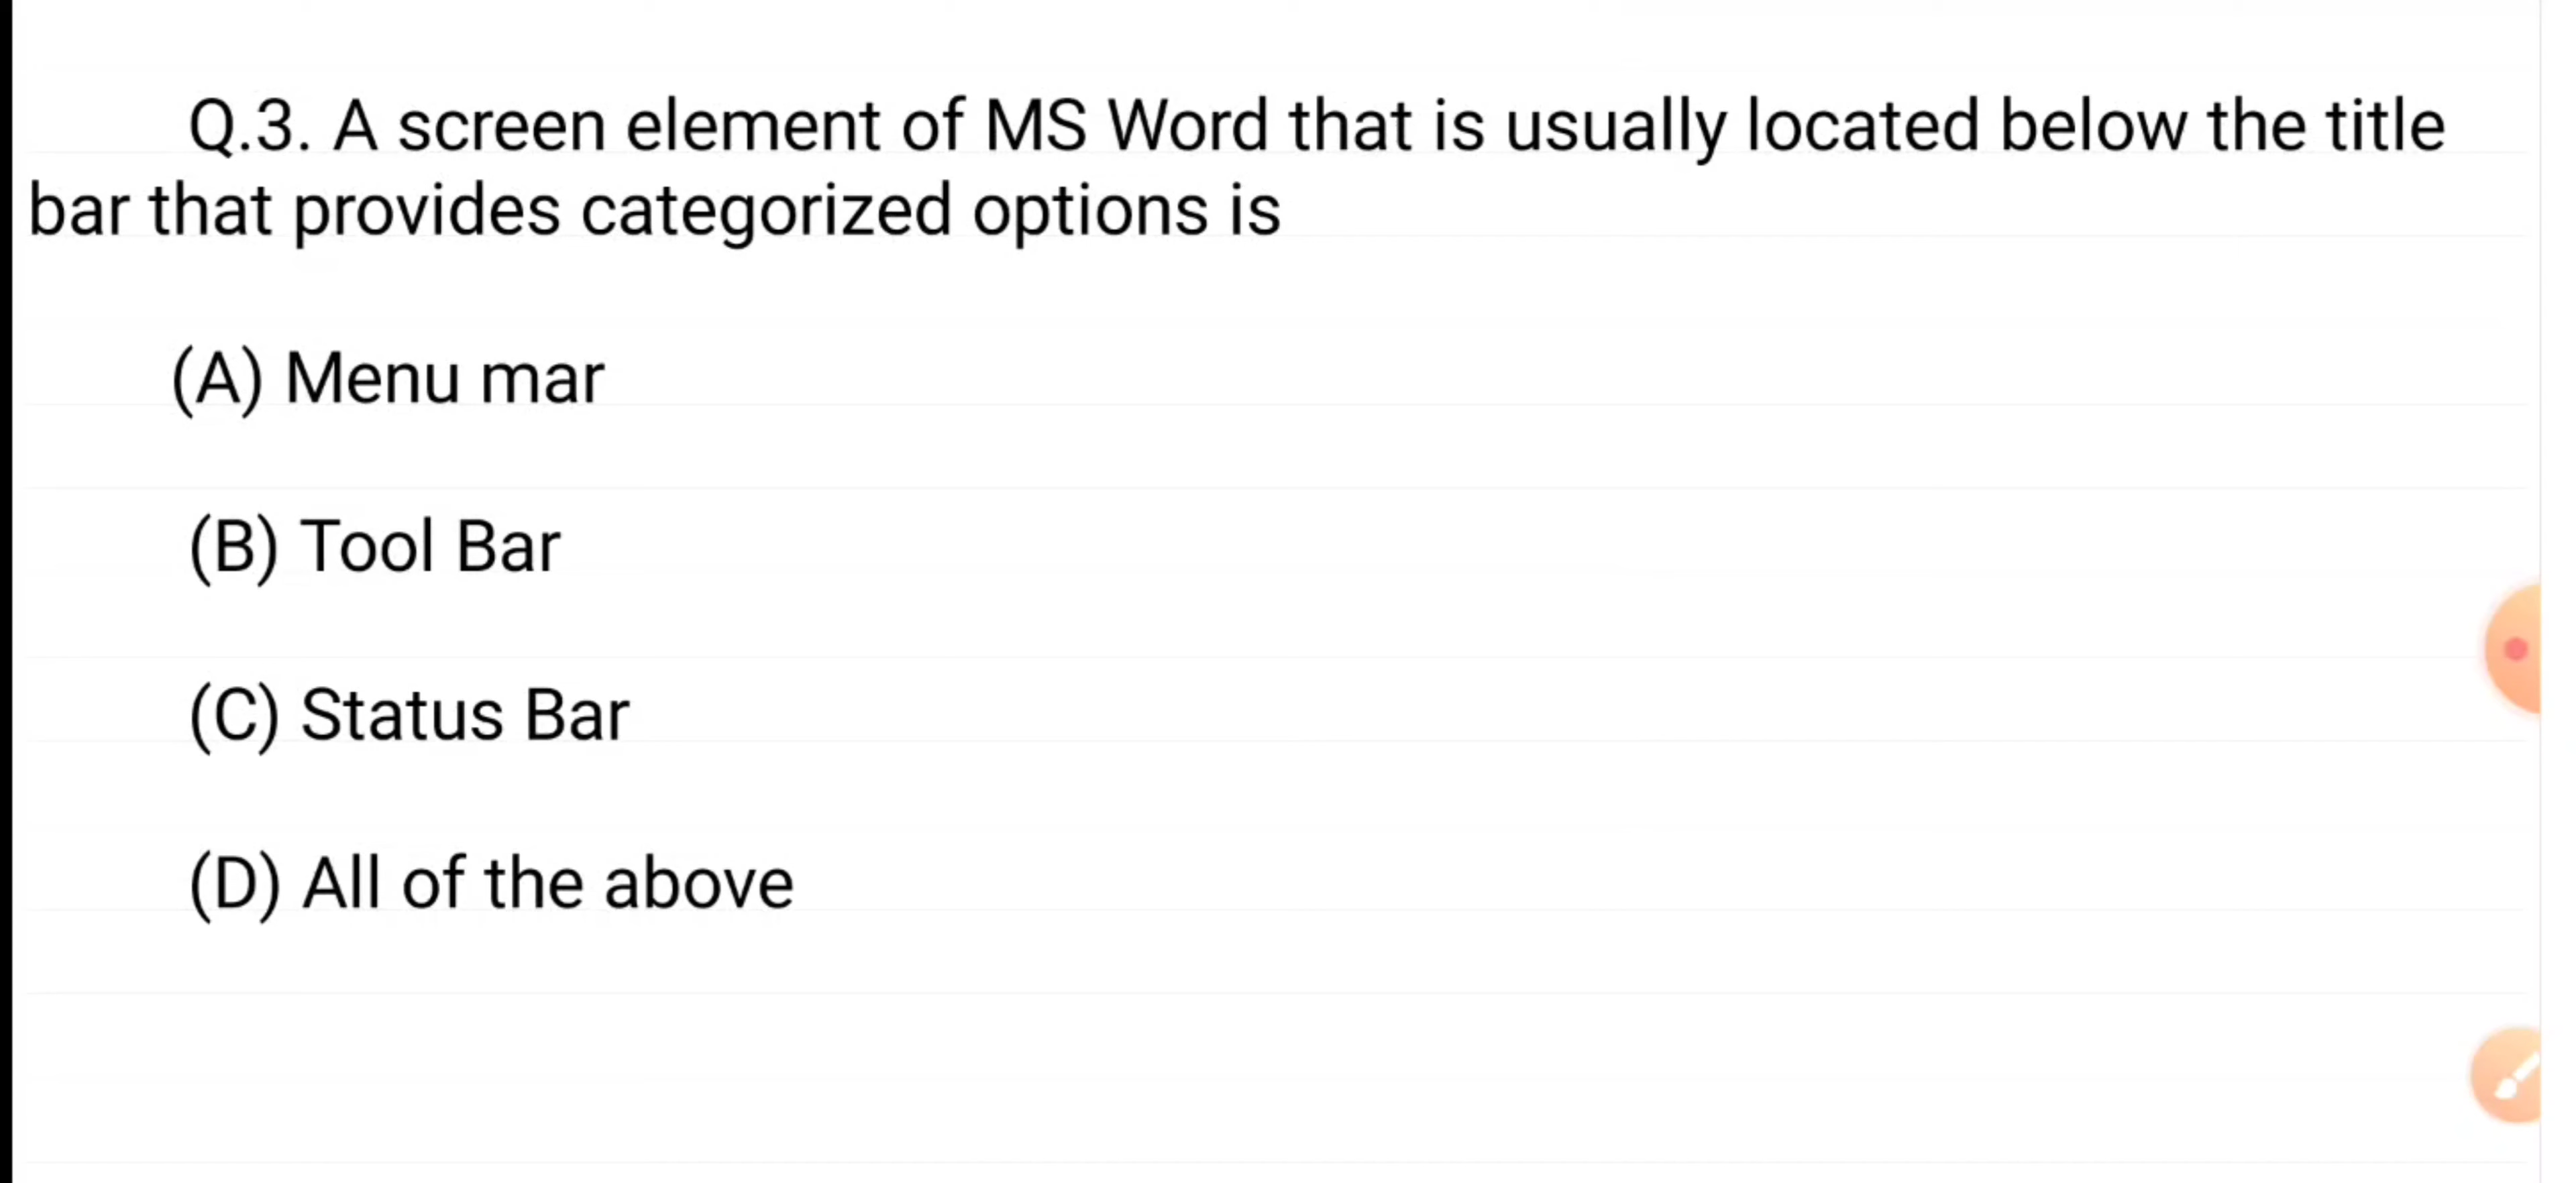 Q.3. A screen element of MS Word that is usually located below the title
bar that provides categorized options is
(A) Menu mar
(B) Tool Bar
(C) Status Bar
(D) All of the above